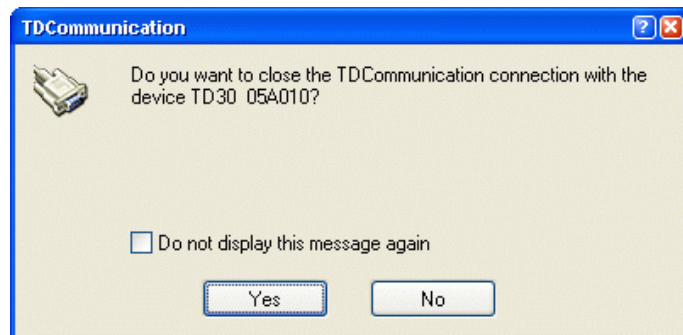 TDCommunication
Do you want to close the TDCommunication connection with the
device TD30 05A010?
Do not display this message again
Yes
No